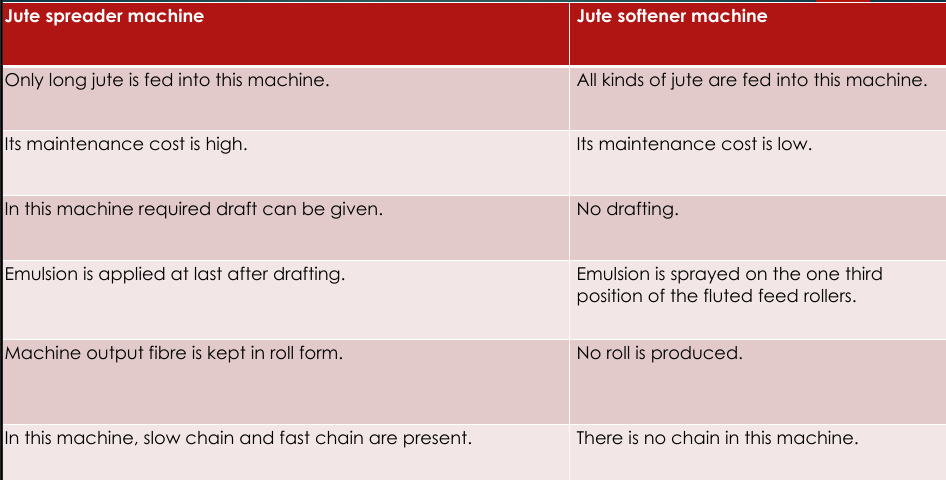 Jute spreader machine
Jute softener machine
Only long jute is fed into this machine.
All kinds of jute are fed into this machine.
Its maintenance cost is high.
Its maintenance cost is low.
In this machine required draft can be given.
No drafting.
Emulsion is applied at last after drafting.
Emulsion is sprayed on the one third
position of the fluted feed rollers.
Machine output fibre is kept in roll form.
No roll is produced.
In this machine, slow chain and fast chain are present.
There is no chain in this machine.